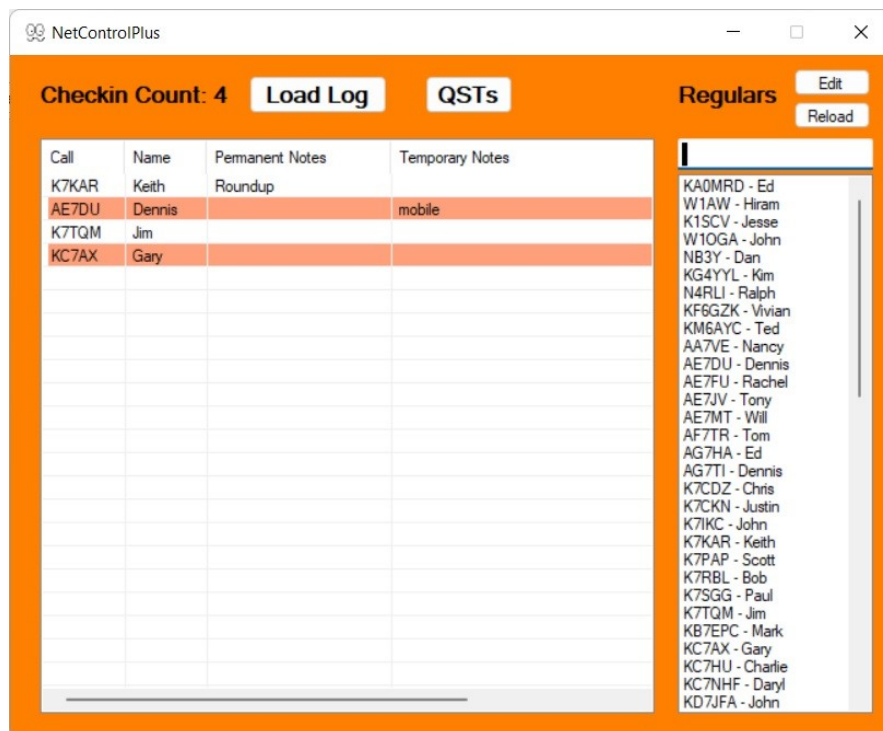 NetControlPlus
Checkin Count: 4 Load Log QSTs Regulars Edit
Reload
Call Name Permanent Notes Temporary Notes
K7KAR Keith Roundup
AE7DU Dennis mobile
K7TQM Jim
KC7AX Gary
KA0MRD - Ed
W1AW - Hiram
K1SCV - Jesse
W1OGA - John
NB3Y - Dan
KG4YYL - Kim
N4RLI - Ralph
KF6GZK - Vivian
KM6AYC - Ted
AA7VE - Nancy
AE7DU - Dennis
AE7FU - Rachel
AE7JV - Tony
AE7MT - Will
AF7TR - Tom
AG7HA - Ed
AG7TI - Dennis
K7CDZ - Chris
K7CKN - Justin
K7IKC - John
K7KAR - Keith
K7PAP - Scott
K7RBL - Bob
K7SGG - Paul
K7TQM - Jim
KB7EPC - Mark
KC7AX - Gary
KC7HU - Charlie
KC7NHF - Daryl
KD7JFA - John